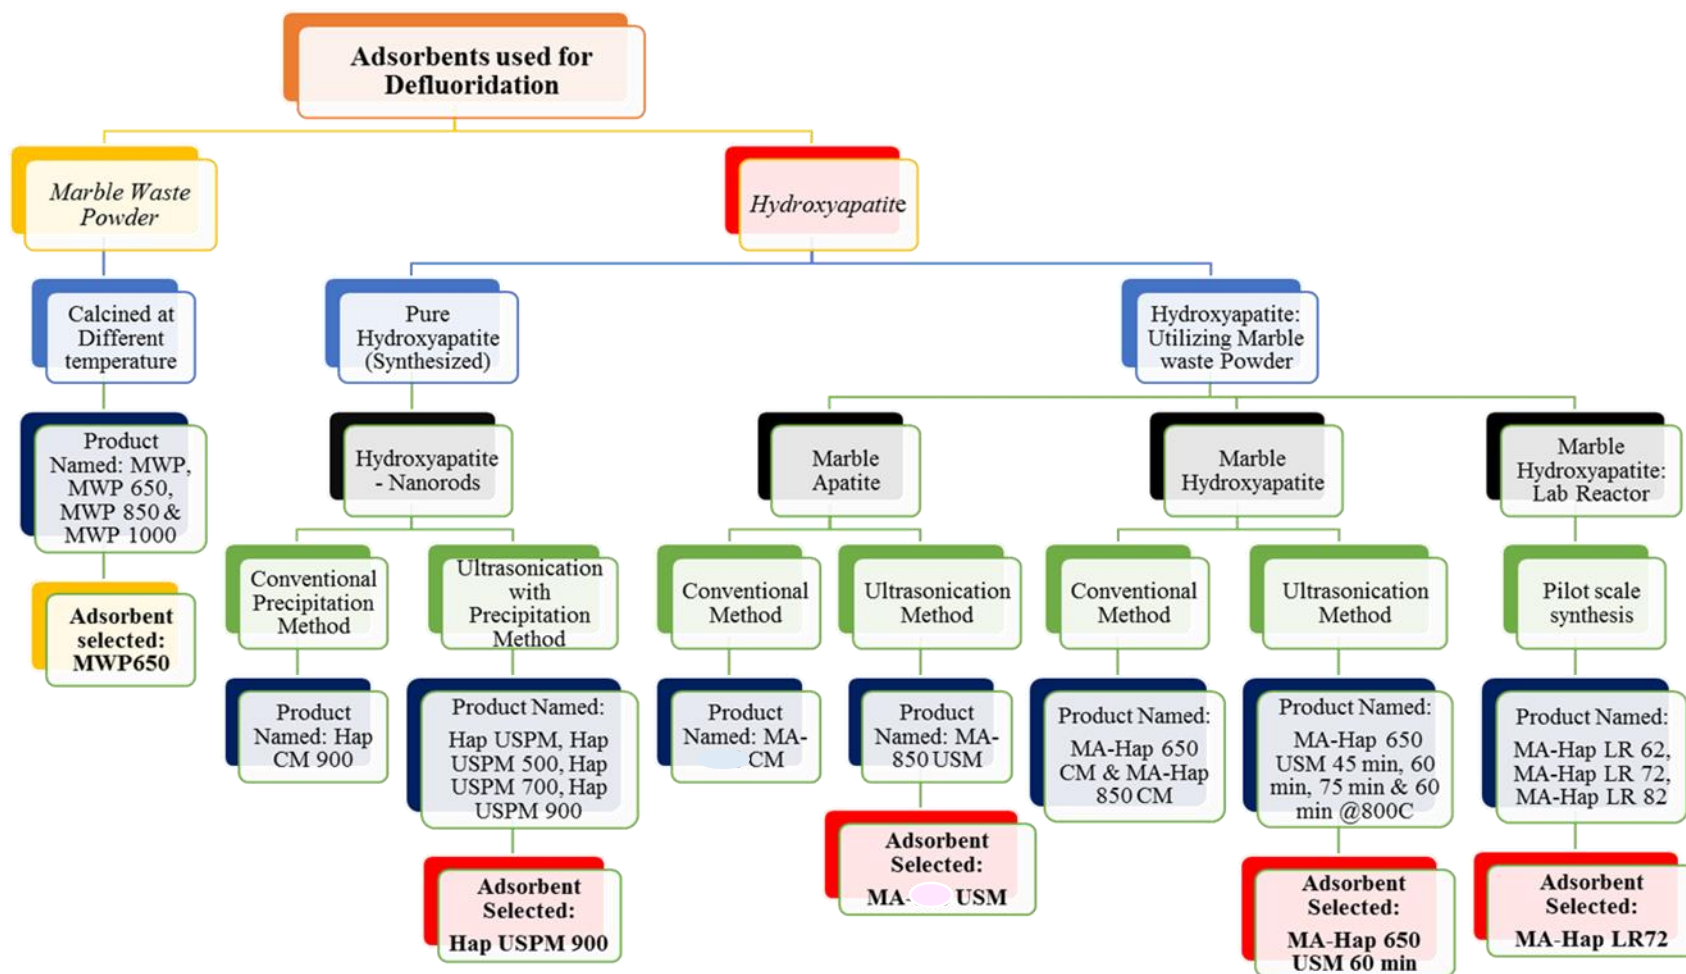 Adsorbents used for
Defluoridation
Marble Waste
Powder
Hydroxyapatite
Calcined at
Different
temperature
Pure
Hydroxyapatite
(Synthesized)
Hydroxyapatite:
Utilizing Marble
waste Powder
Product
Named: MWP,
MWP 650,
MWP 850 &
MWP 1000
Hydroxyapatite
- Nanorods
Marble
Apatite
Marble
Hydroxyapatite
Marble
Hydroxyapatite:
Lab Reactor
Adsorbent
selected:
MWP650
Conventional
Precipitation
Method
Ultrasonication
with
Precipitation
Method
Conventional
Method
Ultrasonication
Method
Conventional
Method
Ultrasonication
Method
Pilot scale
synthesis
Product
Named: Hap
CM 900
Product Named:
Hap USPM, Hap
USPM 500, Hap
USPM 700, Hap
USPM 900
Product
Named: MA-
CM
Product
Named: MA-
850 USM
Product Named:
MA-Hap 650
CM & MA-Hap
850 CM
Product Named:
MA-Hap 650
USM 45 min, 60
min, 75 min & 60
min @800C
Product Named:
MA-Hap LR 62,
MA-Hap LR 72,
MA-Hap LR 82
Adsorbent
Selected:
Hap USPM 900
Adsorbent
Selected:
MA- USM
Adsorbent
Selected:
MA-Hap 650
USM 60 min
Adsorbent
Selected:
MA-Hap LR72